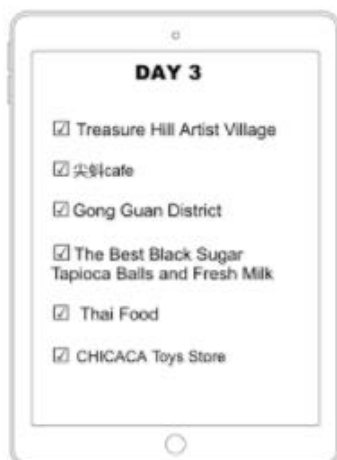 DAY 3
☑ Treasure Hill Artist Village
☑ 尖蚪cafe
☑ Gong Guan District
☑ The Best Black Sugar
Tapioca Balls and Fresh Milk
☑ Thai Food
☑ CHICACA Toys Store